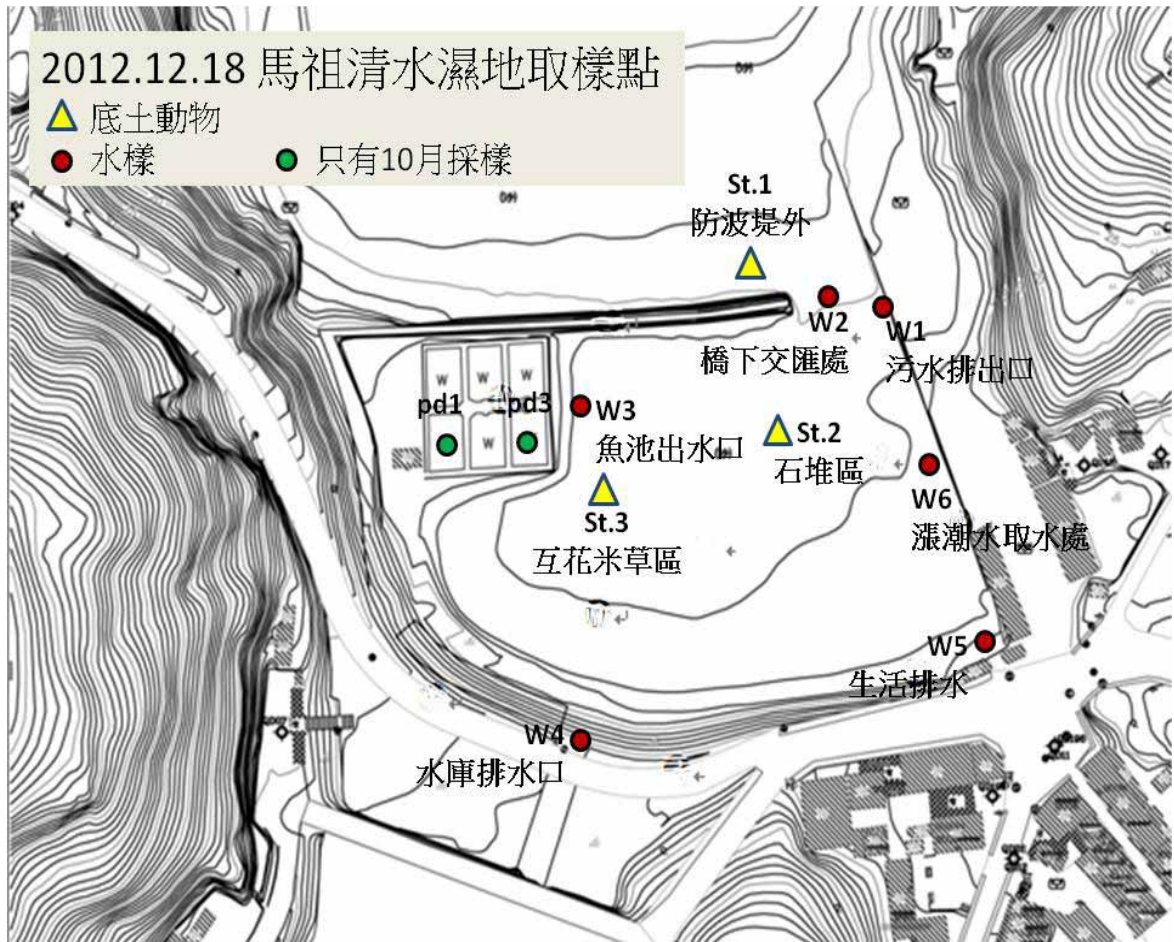 2012.12.18 馬祖清水濕地取樣點
底土動物
水樣
只有10月採樣
St.1
防波堤外
W2
橋下交匯處
W1
污水排出口
pd1
pd3
W3
魚池出水口
St.2
石堆區
W6
漲潮水取水處
St.3
互花米草區
W5
生活排水
W4
水庫排水口
W
W
W
W